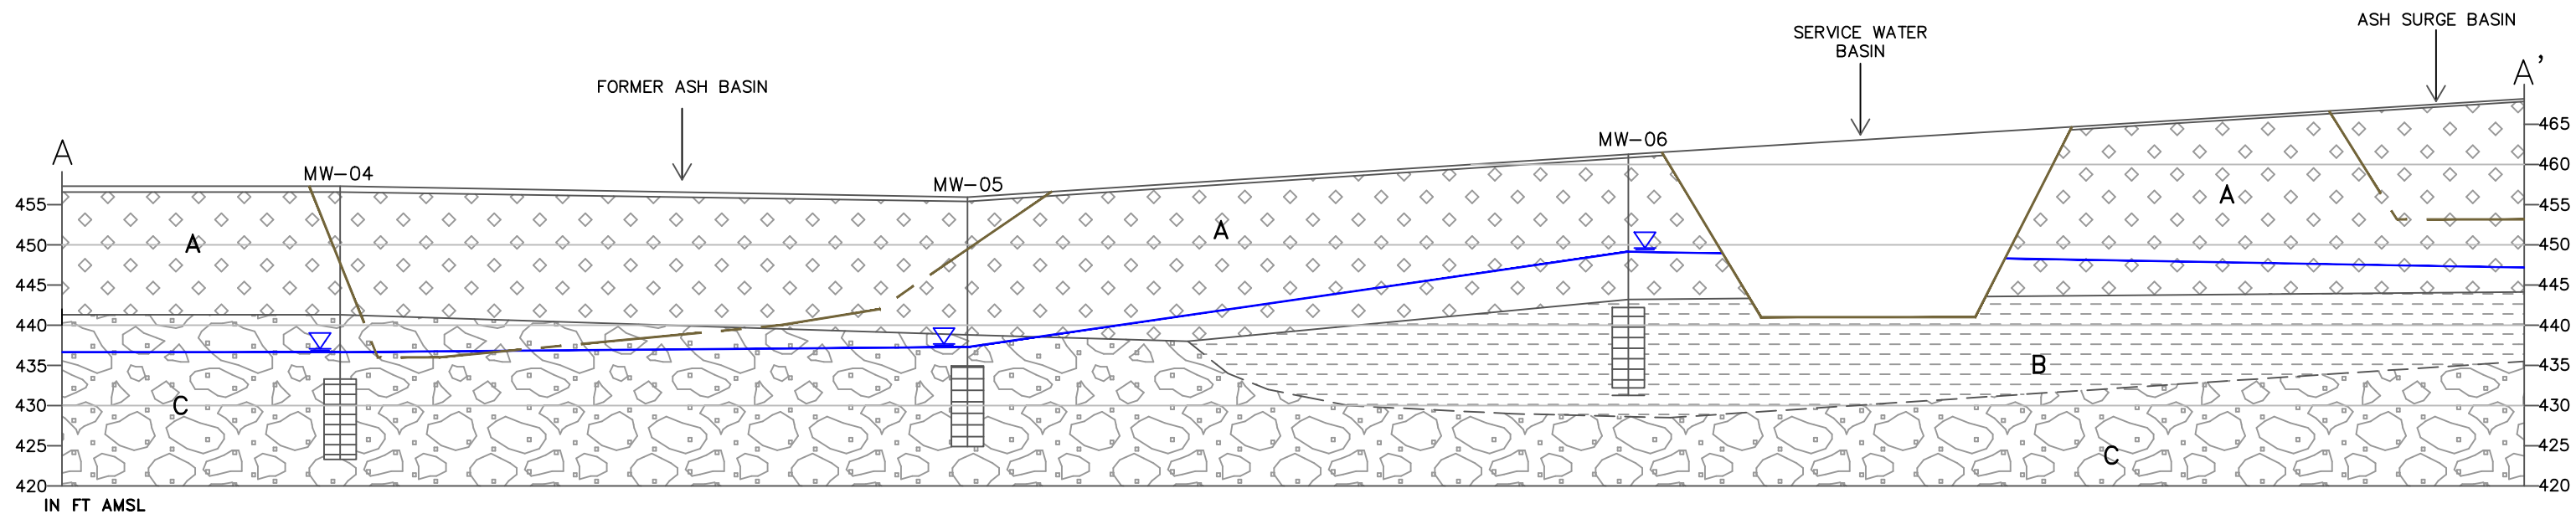 ASH SURGE BASIN
SERVICE WATER
BASIN
FORMER ASH BASIN
A
A'
MW-04
MW-05
MW-06
465
460
455
455
450
450
445
445
440
440
435
435
430
430
425
425
420
420
A
A
A
B
C
C
IN FT AMSL